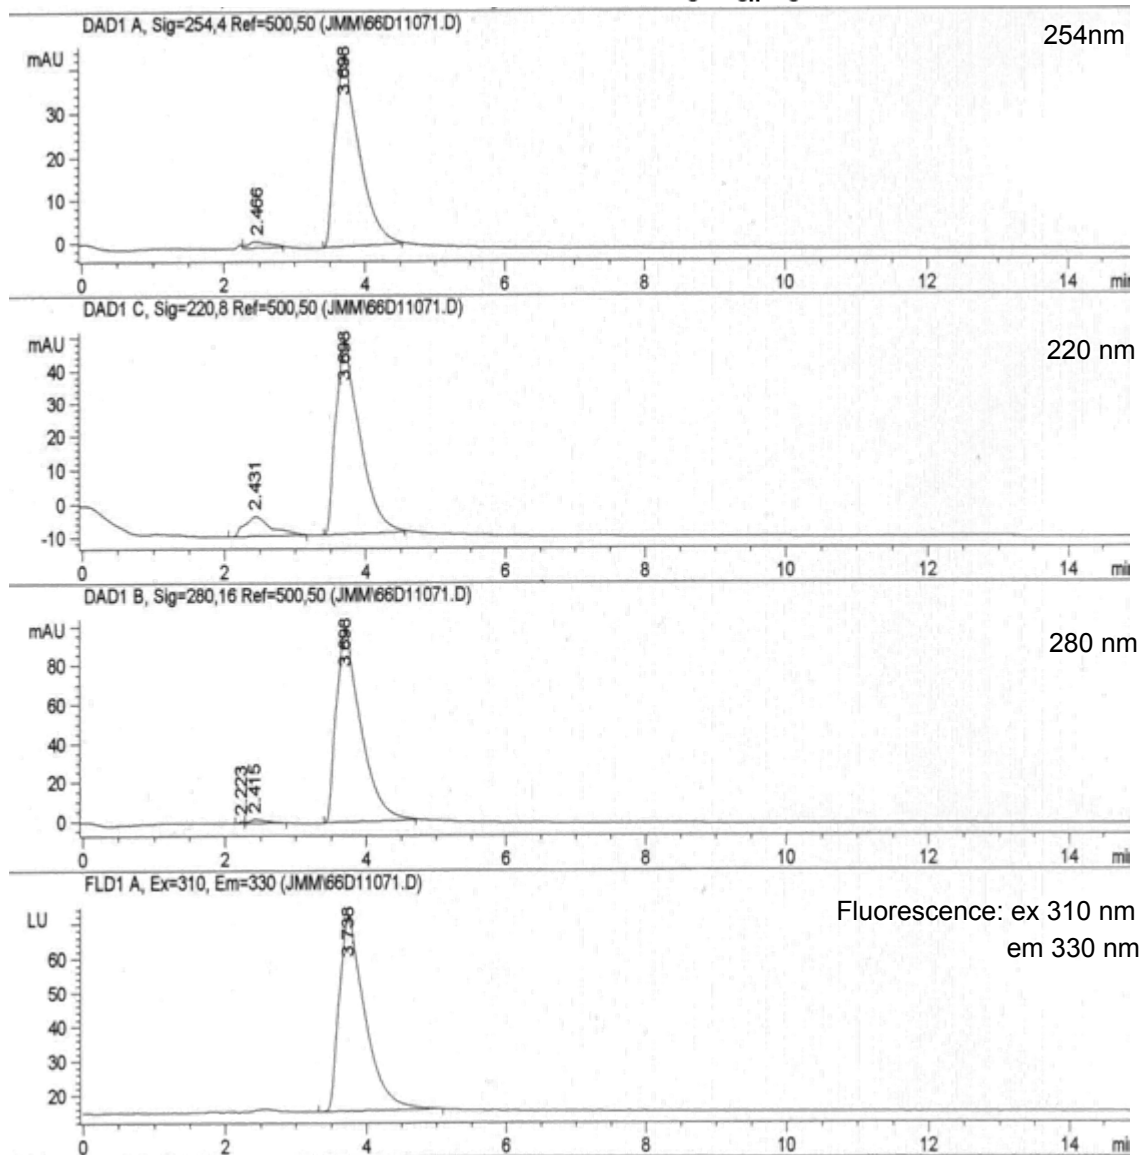 DAD1 A, Sig=254,4 Ref=500,50 (JMM\66D11071.D)
254nm
mAU
30
20
10
0
2.466
3.698
0 2 4 6 8 10 12 14 min
DAD1 C, Sig=220,8 Ref=500,50 (JMM\66D11071.D)
220 nm
mAU
40
30
20
10
0
-10
2.431
3.698
0 2 4 6 8 10 12 14 min
DAD1 B, Sig=280,16 Ref=500,50 (JMM\66D11071.D)
280 nm
mAU
80
60
40
20
0
2.223
2.415
3.698
0 2 4 6 8 10 12 14
FLD1 A, Ex=310, Em=330 (JMM\66D11071.D)
Fluorescence: ex 310 nm
em 330 nm
LU
60
50
40
30
20
3.738
0 2 4 6 8 10 12 14